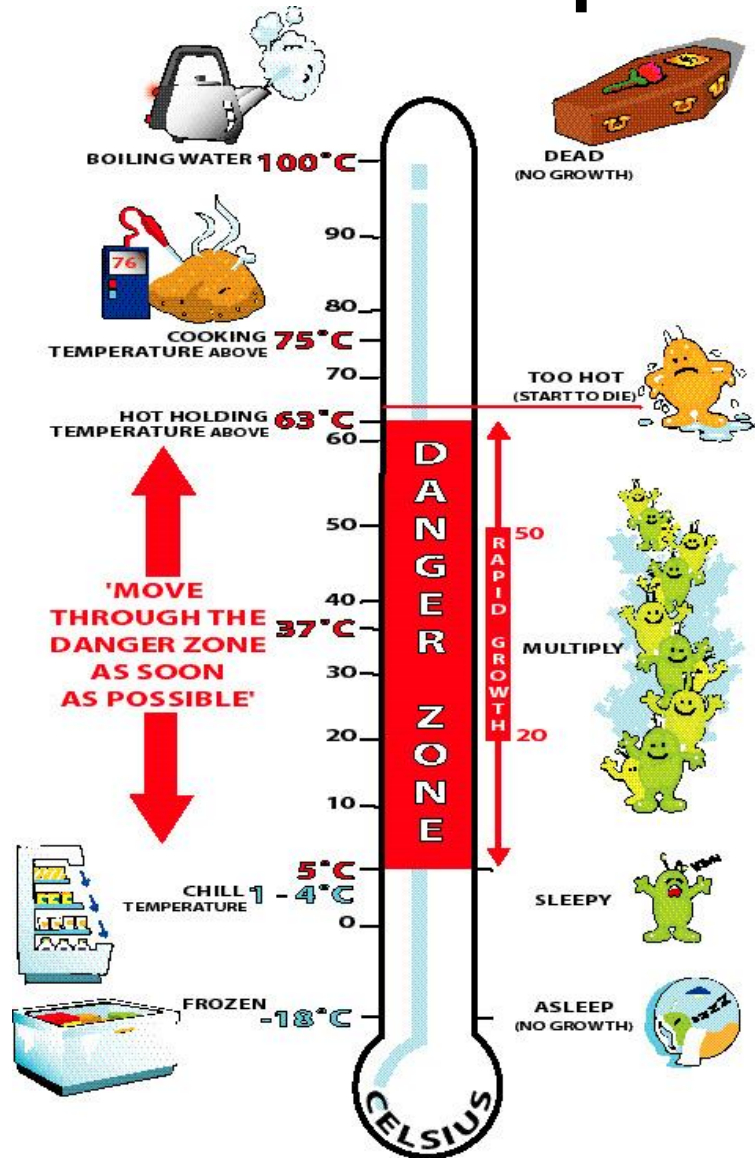 BOILING WATER 100°C
DEAD
(NO GROWTH)
90
76°
80
COOKING
TEMPERATURE ABOVE 75°C
70
TOO HOT
(START TO DIE)
HOT HOLDING
TEMPERATURE ABOVE 63°C
60
DANGER ZONE
50
50
RAPID GROWTH
40
'MOVE
THROUGH THE
DANGER ZONE
AS SOON
AS POSSIBLE'
37°C
MULTIPLY
30
20
20
10
5°C
CHILL
TEMPERATURE 1 - 4°C
SLEEPY
0
FROZEN
-18°C
ASLEEP
(NO GROWTH)
zzzZ
CELSIUS